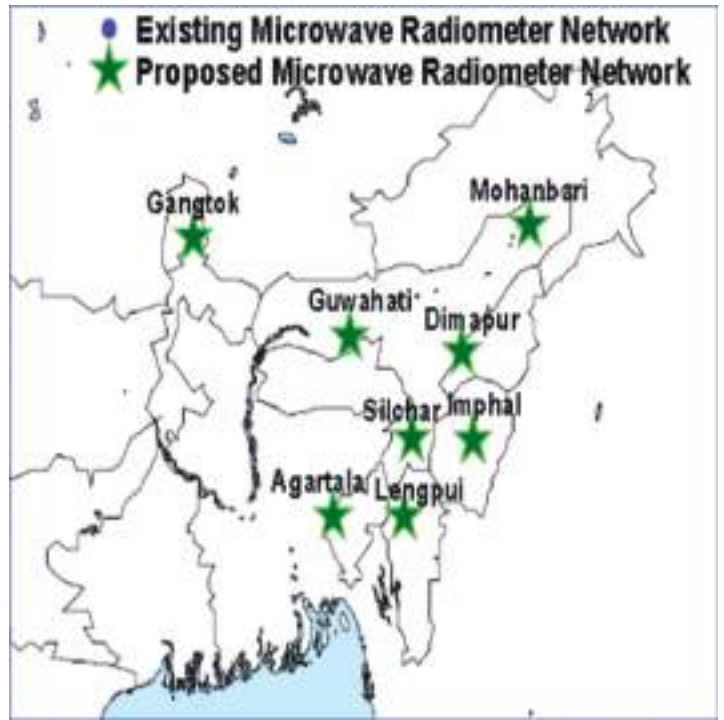 Existing Microwave Radiometer Network
Proposed Microwave Radiometer Network
Mohanbari
Gangtok
Guwahati
Dimapur
Silchar Imphal
Agartala Lengpui